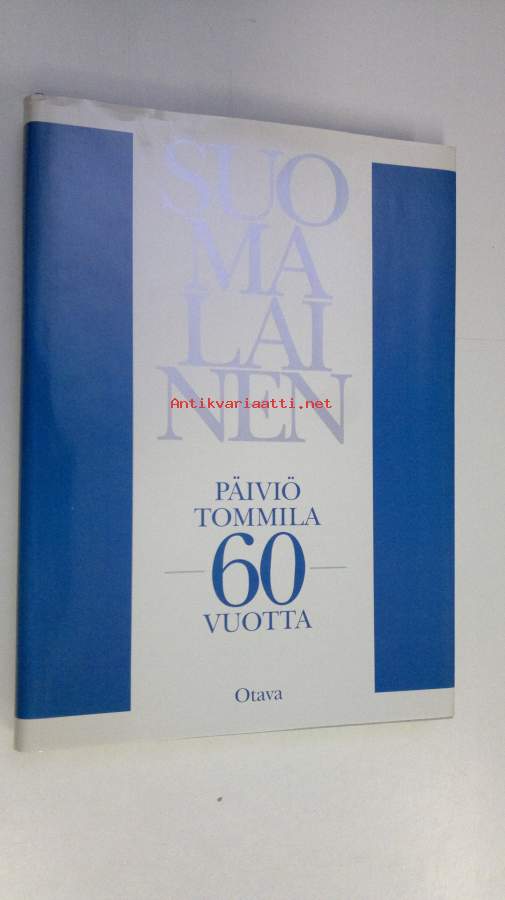 SUO
MA
LAI
NEN
Antikvariaatti.net
PÄIVIÖ
TOMMILA
60
VUOTTA
Otava